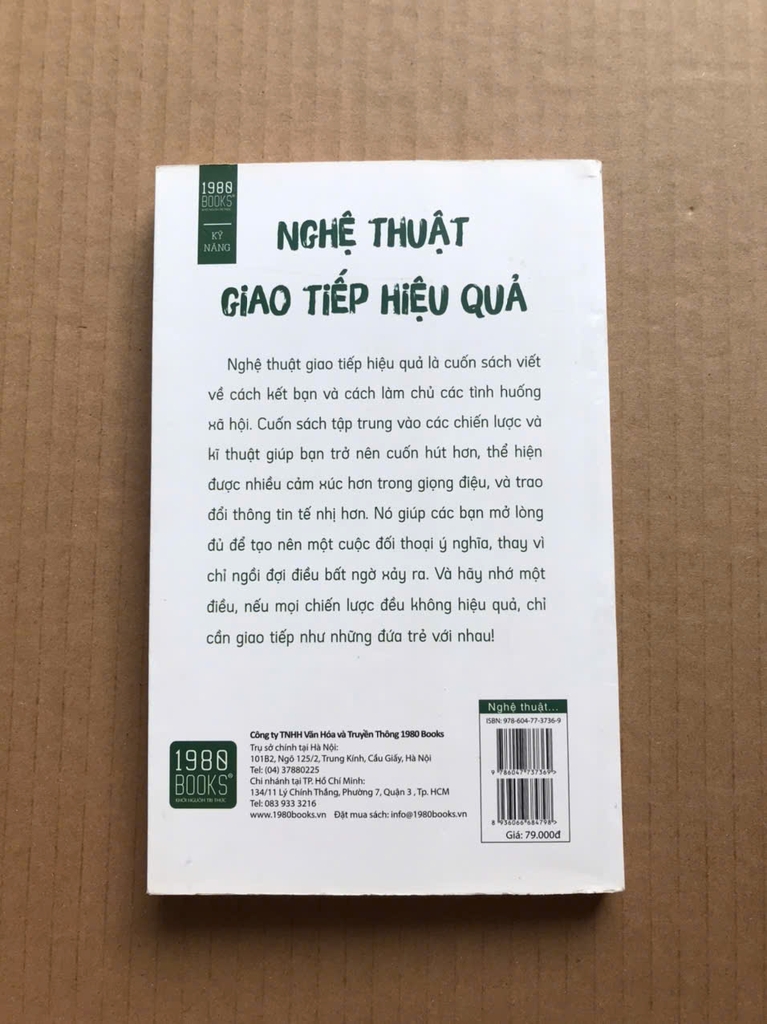 1980
BOOKS
KỸ
NĂNG
NGHỆ THUẬT
GIAO TIẾP HIỆU QUẢ
Nghệ thuật giao tiếp hiệu quả là cuốn sách viết
về cách kết bạn và cách làm chủ các tình huống
xã hội. Cuốn sách tập trung vào các chiến lược và
kĩ thuật giúp bạn trở nên cuốn hút hơn, thể hiện
được nhiều cảm xúc hơn trong giọng điệu, và trao
đổi thông tin tế nhị hơn. Nó giúp các bạn mở lòng
đủ để tạo nên một cuộc đối thoại ý nghĩa, thay vì
chỉ ngồi đợi điều bất ngờ xảy ra. Và hãy nhớ một
điều, nếu mọi chiến lược đều không hiệu quả, chỉ
cần giao tiếp như những đứa trẻ với nhau!
1980
BOOKS
KHƠI NGUỒN TRI THỨC
Công ty TNHH Văn Hóa và Truyền Thông 1980 Books
Trụ sở chính tại Hà Nội:
101B2, Ngõ 125/2, Trung Kính, Cầu Giấy, Hà Nội
Tel: (04) 37880225
Chi nhánh tại TP. Hồ Chí Minh:
134/11 Lý Chính Thắng, Phường 7, Quận 3 , Tp. HCM
Tel: 083 933 3216
www.1980books.vn Đặt mua sách: info@1980books.vn
Nghệ thuật...
ISBN: 978-604-77-3736-9
9 786047 737369
8 936066 684798
Giá: 79.000đ